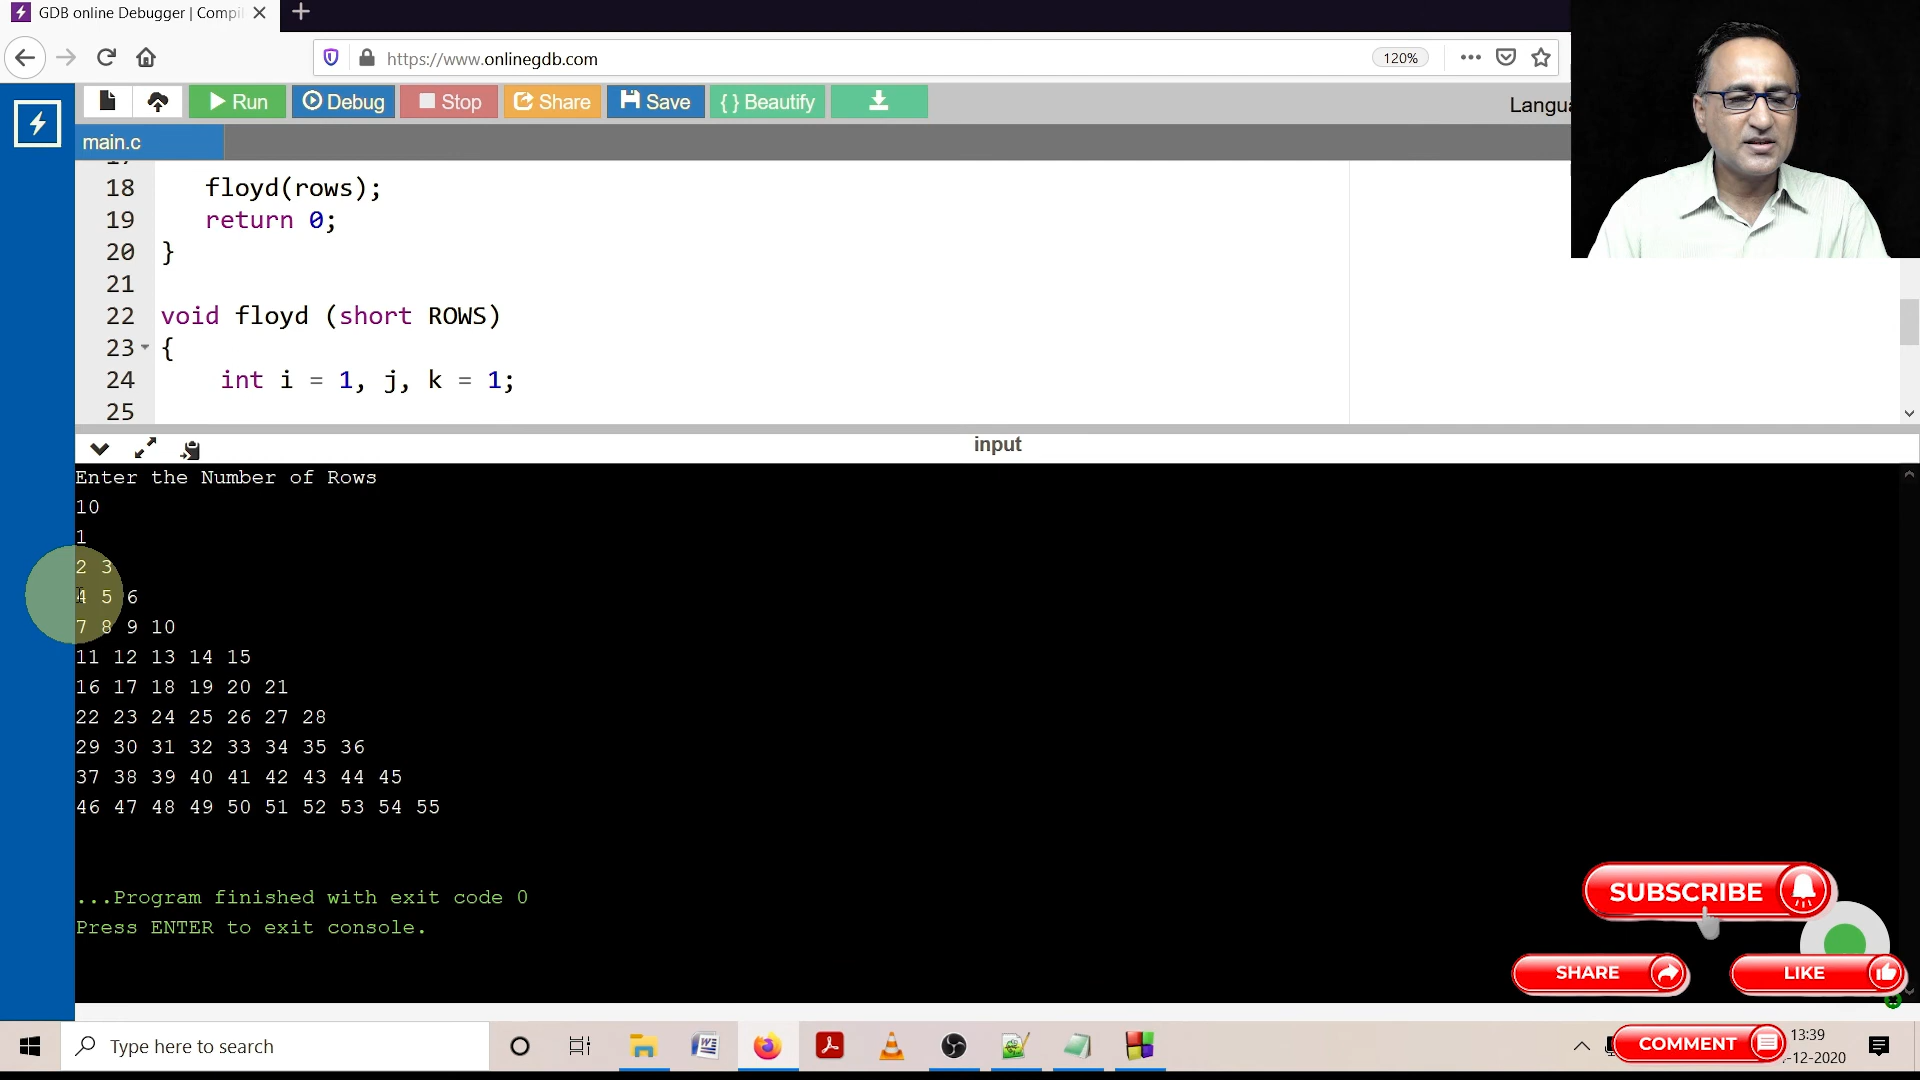 GDB online Debugger | Compil
https://www.onlinegdb.com
120%
Run
Debug
Stop
Share
Save
{ } Beautify
Langua
main.c
17
18 floyd(rows);
19 return 0;
20 }
21
22 void floyd (short ROWS)
23 {
24 int i = 1, j, k = 1;
25
input
Enter the Number of Rows
10
1
2 3
4 5 6
7 8 9 10
11 12 13 14 15
16 17 18 19 20 21
22 23 24 25 26 27 28
29 30 31 32 33 34 35 36
37 38 39 40 41 42 43 44 45
46 47 48 49 50 51 52 53 54 55
...Program finished with exit code 0
Press ENTER to exit console.
SUBSCRIBE
SHARE
LIKE
COMMENT
Type here to search
13:39
-12-2020